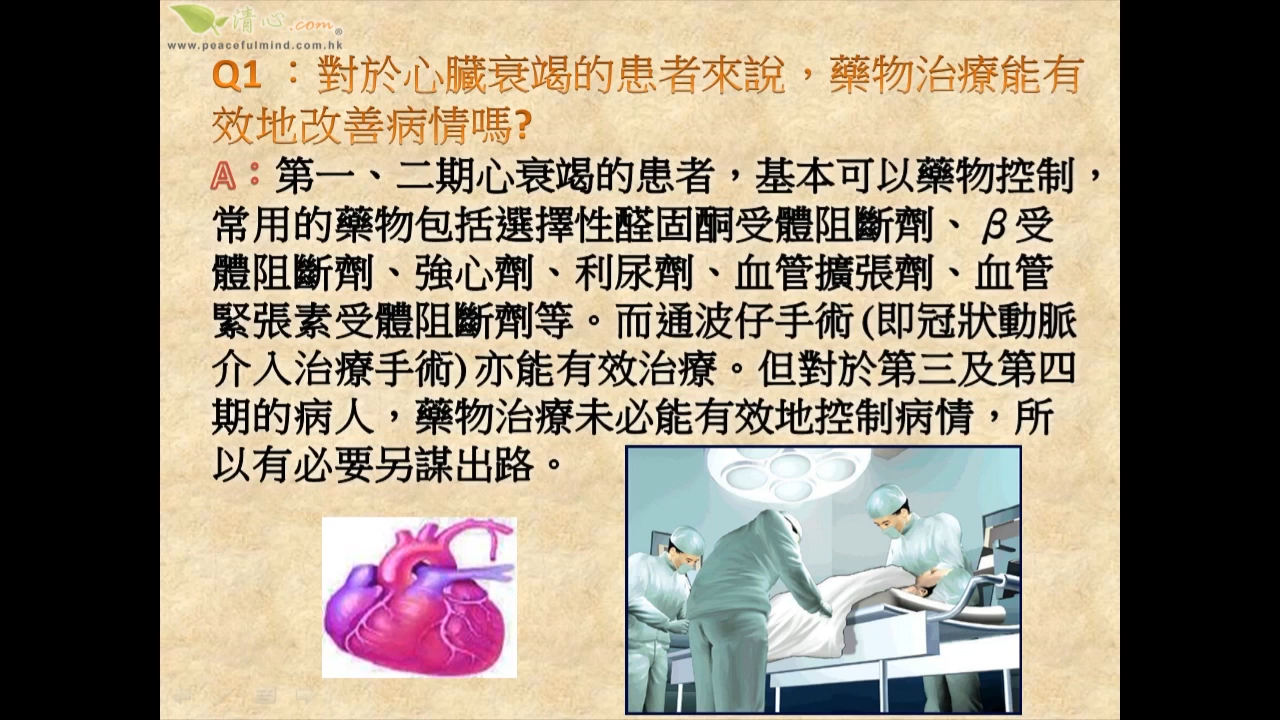 清心.com®
www.peacefulmind.com.hk
Q1：對於心臟衰竭的患者來說，藥物治療能有
效地改善病情嗎?
A：第一、二期心衰竭的患者，基本可以藥物控制，
常用的藥物包括選擇性醛固酮受體阻斷劑、β受
體阻斷劑、強心劑、利尿劑、血管擴張劑、血管
緊張素受體阻斷劑等。而通波仔手術(即冠狀動脈
介入治療手術)亦能有效治療。但對於第三及第四
期的病人，藥物治療未必能有效地控制病情，所
以有必要另謀出路。